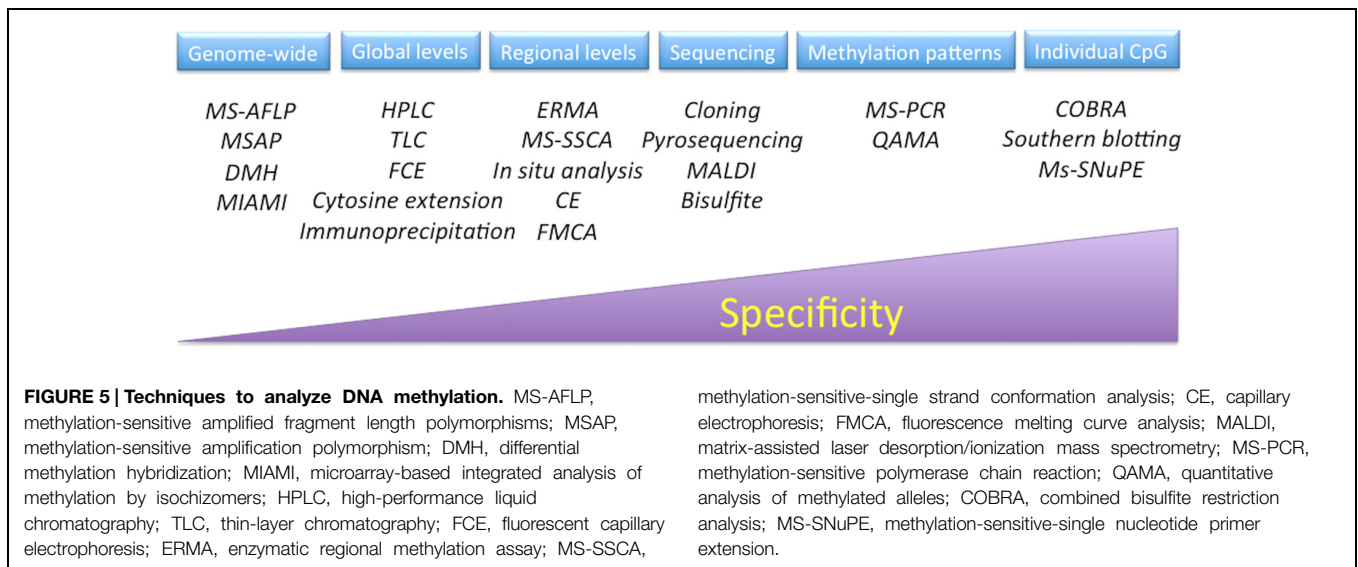 Genome-wide Global levels Regional levels Sequencing Methylation patterns Individual CpG
MS-AFLP HPLC ERMA Cloning MS-PCR COBRA
MSAP TLC MS-SSCA Pyrosequencing QAMA Southern blotting
DMH FCE In situ analysis MALDI Ms-SNuPE
MIAMI Cytosine extension CE Bisulfite
Immunoprecipitation FMCA
Specificity
FIGURE 5 | Techniques to analyze DNA methylation. MS-AFLP,
methylation-sensitive amplified fragment length polymorphisms; MSAP,
methylation-sensitive amplification polymorphism; DMH, differential
methylation hybridization; MIAMI, microarray-based integrated analysis of
methylation by isochizomers; HPLC, high-performance liquid
chromatography; TLC, thin-layer chromatography; FCE, fluorescent capillary
electrophoresis; ERMA, enzymatic regional methylation assay; MS-SSCA,
methylation-sensitive-single strand conformation analysis; CE, capillary
electrophoresis; FMCA, fluorescence melting curve analysis; MALDI,
matrix-assisted laser desorption/ionization mass spectrometry; MS-PCR,
methylation-sensitive polymerase chain reaction; QAMA, quantitative
analysis of methylated alleles; COBRA, combined bisulfite restriction
analysis; MS-SNuPE, methylation-sensitive-single nucleotide primer
extension.